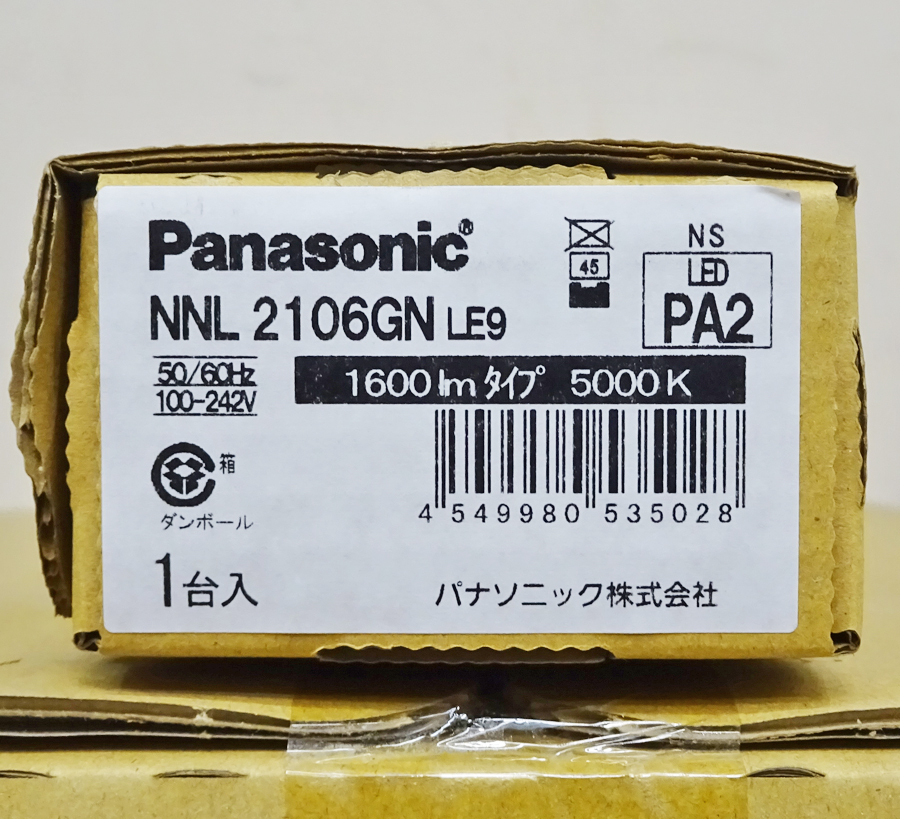 Panasonic®
NNL 2106GN LE9
45
NS
LED
PA2
50/60Hz
100-242V
1600 lm タイプ 5000K
箱
ダンボール
4 549980 535028
1台入
パナソニック株式会社